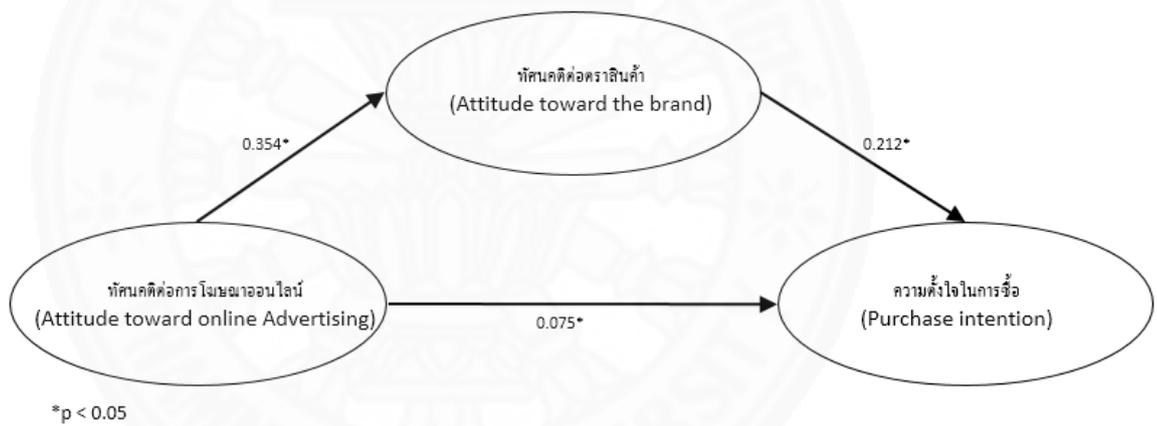 ทัศนคติต่อตราสินค้า
(Attitude toward the brand)
0.354*
0.212*
ทัศนคติต่อการโฆษณาออนไลน์
(Attitude toward online Advertising)
0.075*
ความตั้งใจในการซื้อ
(Purchase intention)
*p < 0.05